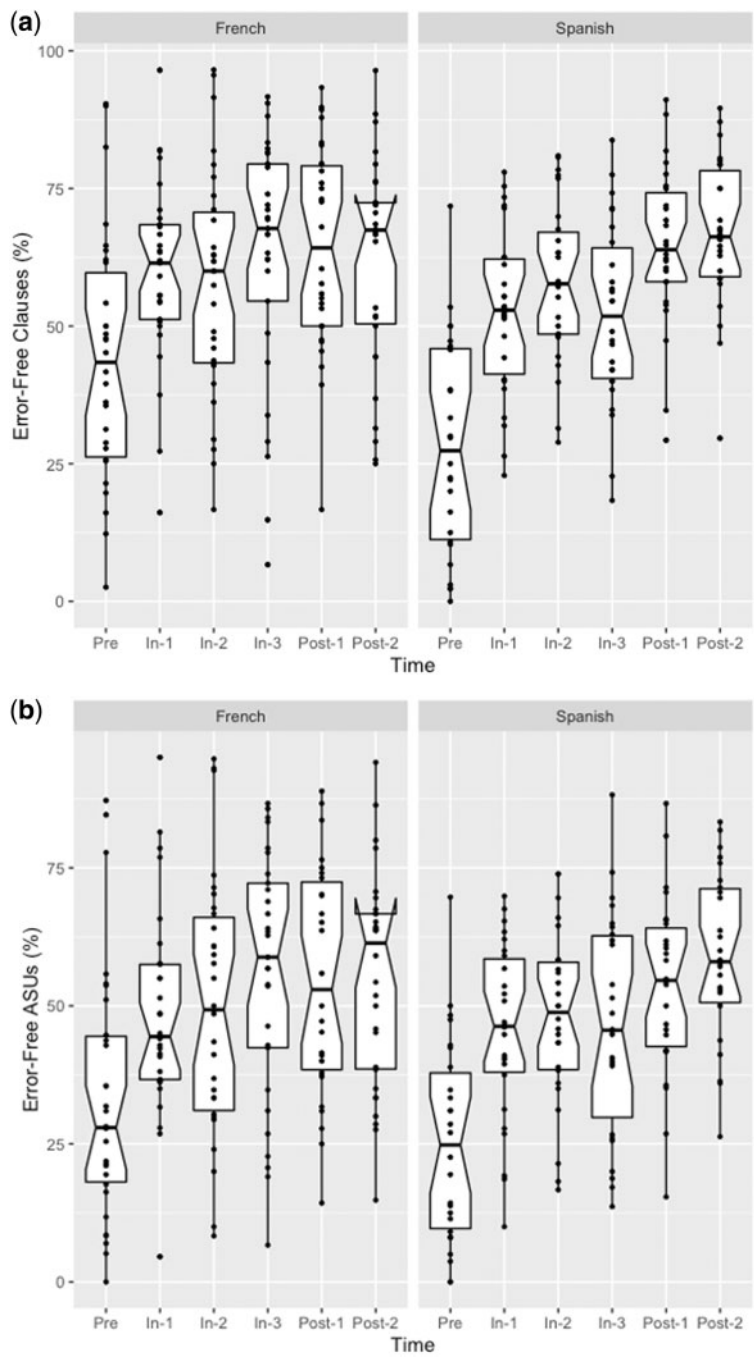 (a)
French Spanish
Error-Free Clauses (%)
100
75
50
25
0
Pre In-1 In-2 In-3 Post-1 Post-2 Pre In-1 In-2 In-3 Post-1 Post-2
Time
(b)
French Spanish
Error-Free ASUs (%)
75
50
25
0
Pre In-1 In-2 In-3 Post-1 Post-2 Pre In-1 In-2 In-3 Post-1 Post-2
Time